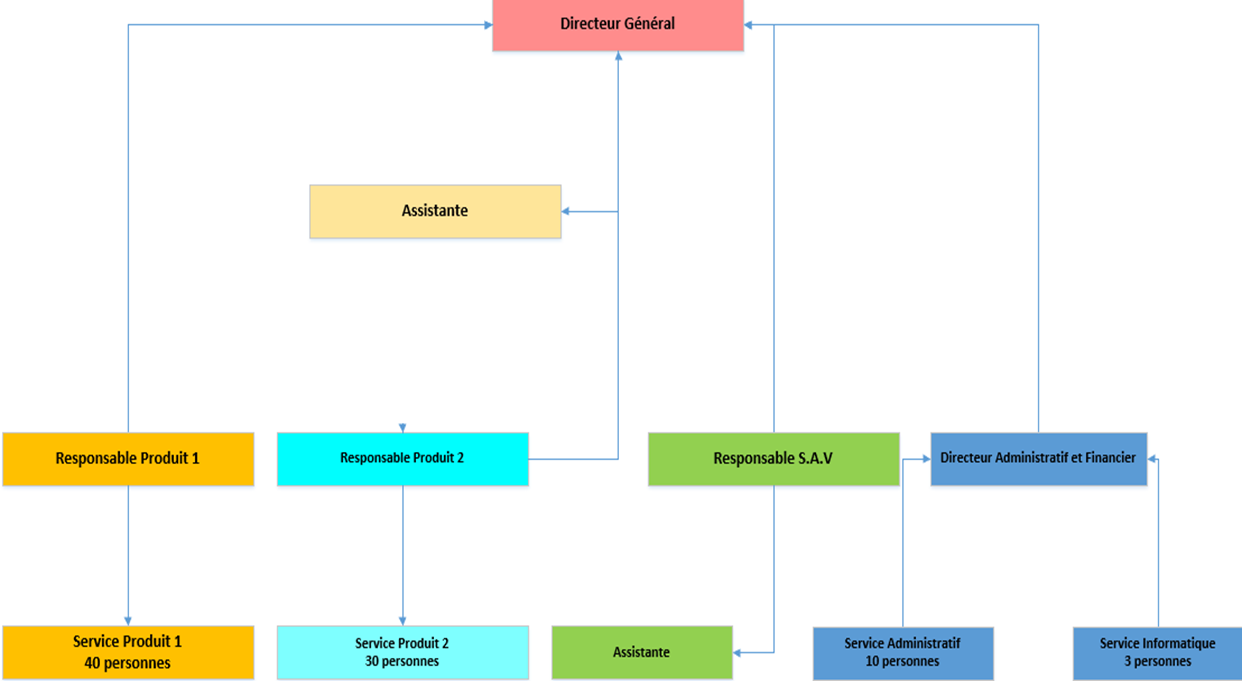 Directeur Général
Assistante
Responsable Produit 1
Responsable Produit 2
Responsable S.A.V
Directeur Administratif et Financier
Service Produit 1
40 personnes
Service Produit 2
30 personnes
Assistante
Service Administratif
10 personnes
Service Informatique
3 personnes